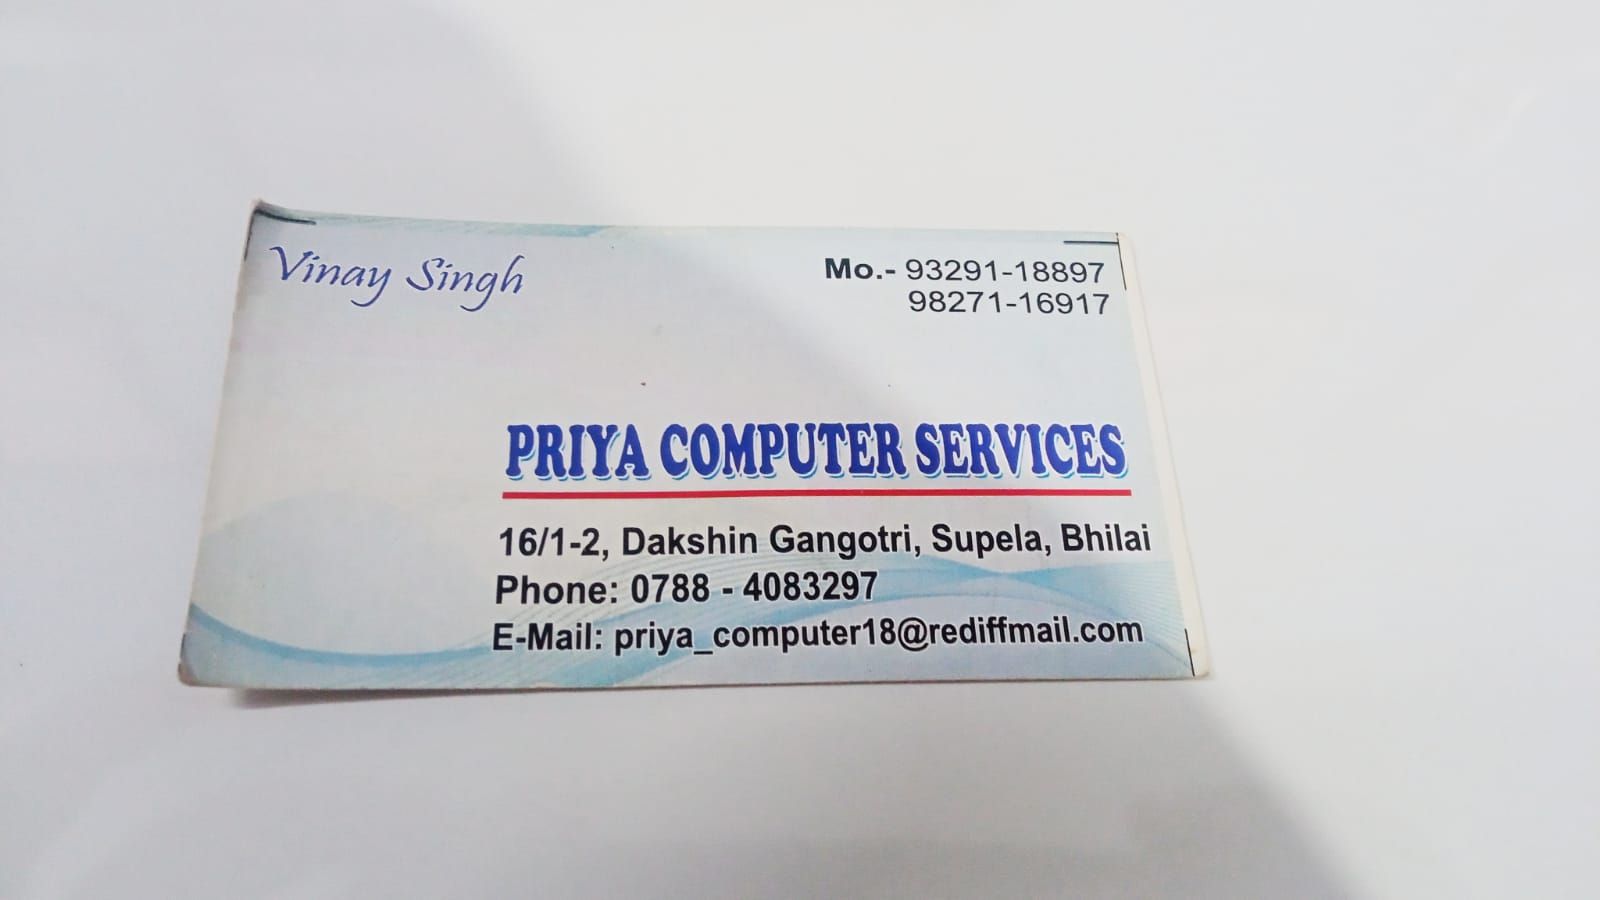 Vinay Singh
Mo.- 93291-18897
98271-16917
PRIYA COMPUTER SERVICES
16/1-2, Dakshin Gangotri, Supela, Bhilai
Phone: 0788 - 4083297
E-Mail: priya_computer18@rediffmail.com